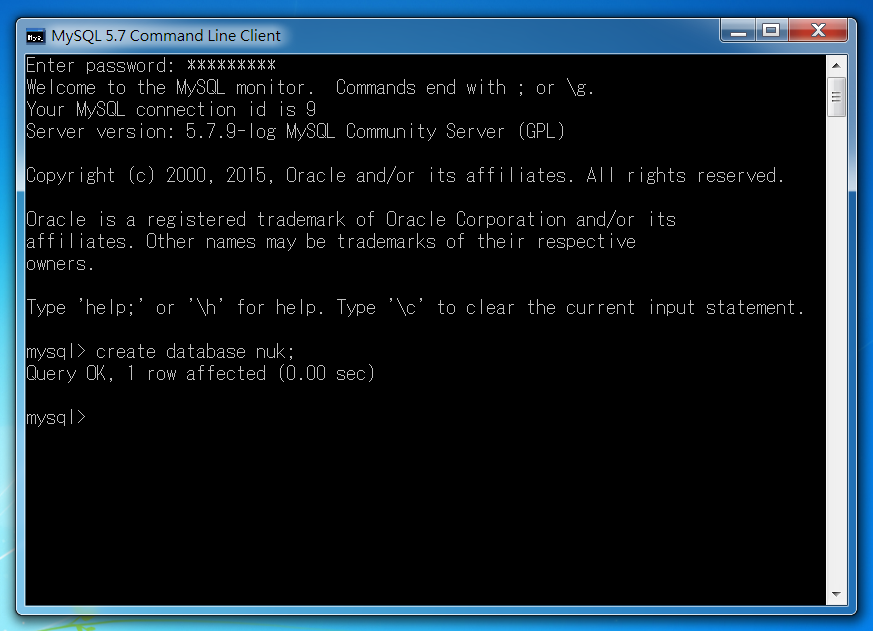 MySQL 5.7 Command Line Client
Enter password: *********
Welcome to the MySQL monitor.  Commands end with ; or \g.
Your MySQL connection id is 9
Server version: 5.7.9-log MySQL Community Server (GPL)
Copyright (c) 2000, 2015, Oracle and/or its affiliates. All rights reserved.
Oracle is a registered trademark of Oracle Corporation and/or its
affiliates. Other names may be trademarks of their respective
owners.
Type 'help;' or '\h' for help. Type '\c' to clear the current input statement.
mysql> create database nuk;
Query OK, 1 row affected (0.00 sec)
mysql>